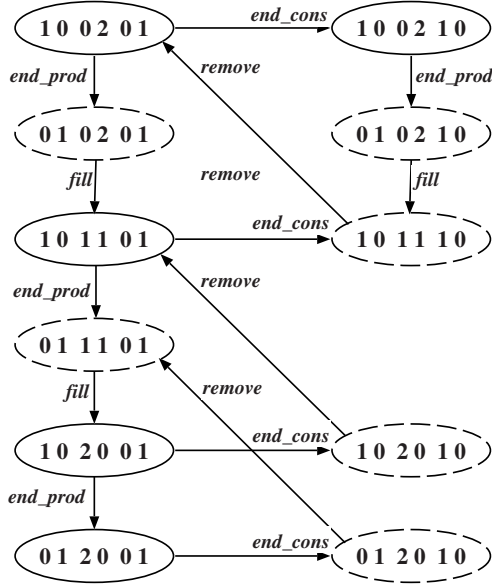 end_cons
1 0 0 2 0 1 1 0 0 2 1 0
end_prod remove end_prod
0 1 0 2 0 1 0 1 0 2 1 0
fill remove fill
end_cons
1 0 1 1 0 1 1 0 1 1 1 0
end_prod remove
0 1 1 1 0 1
fill remove
end_cons
1 0 2 0 0 1 1 0 2 0 1 0
end_prod
end_cons
0 1 2 0 0 1 0 1 2 0 1 0